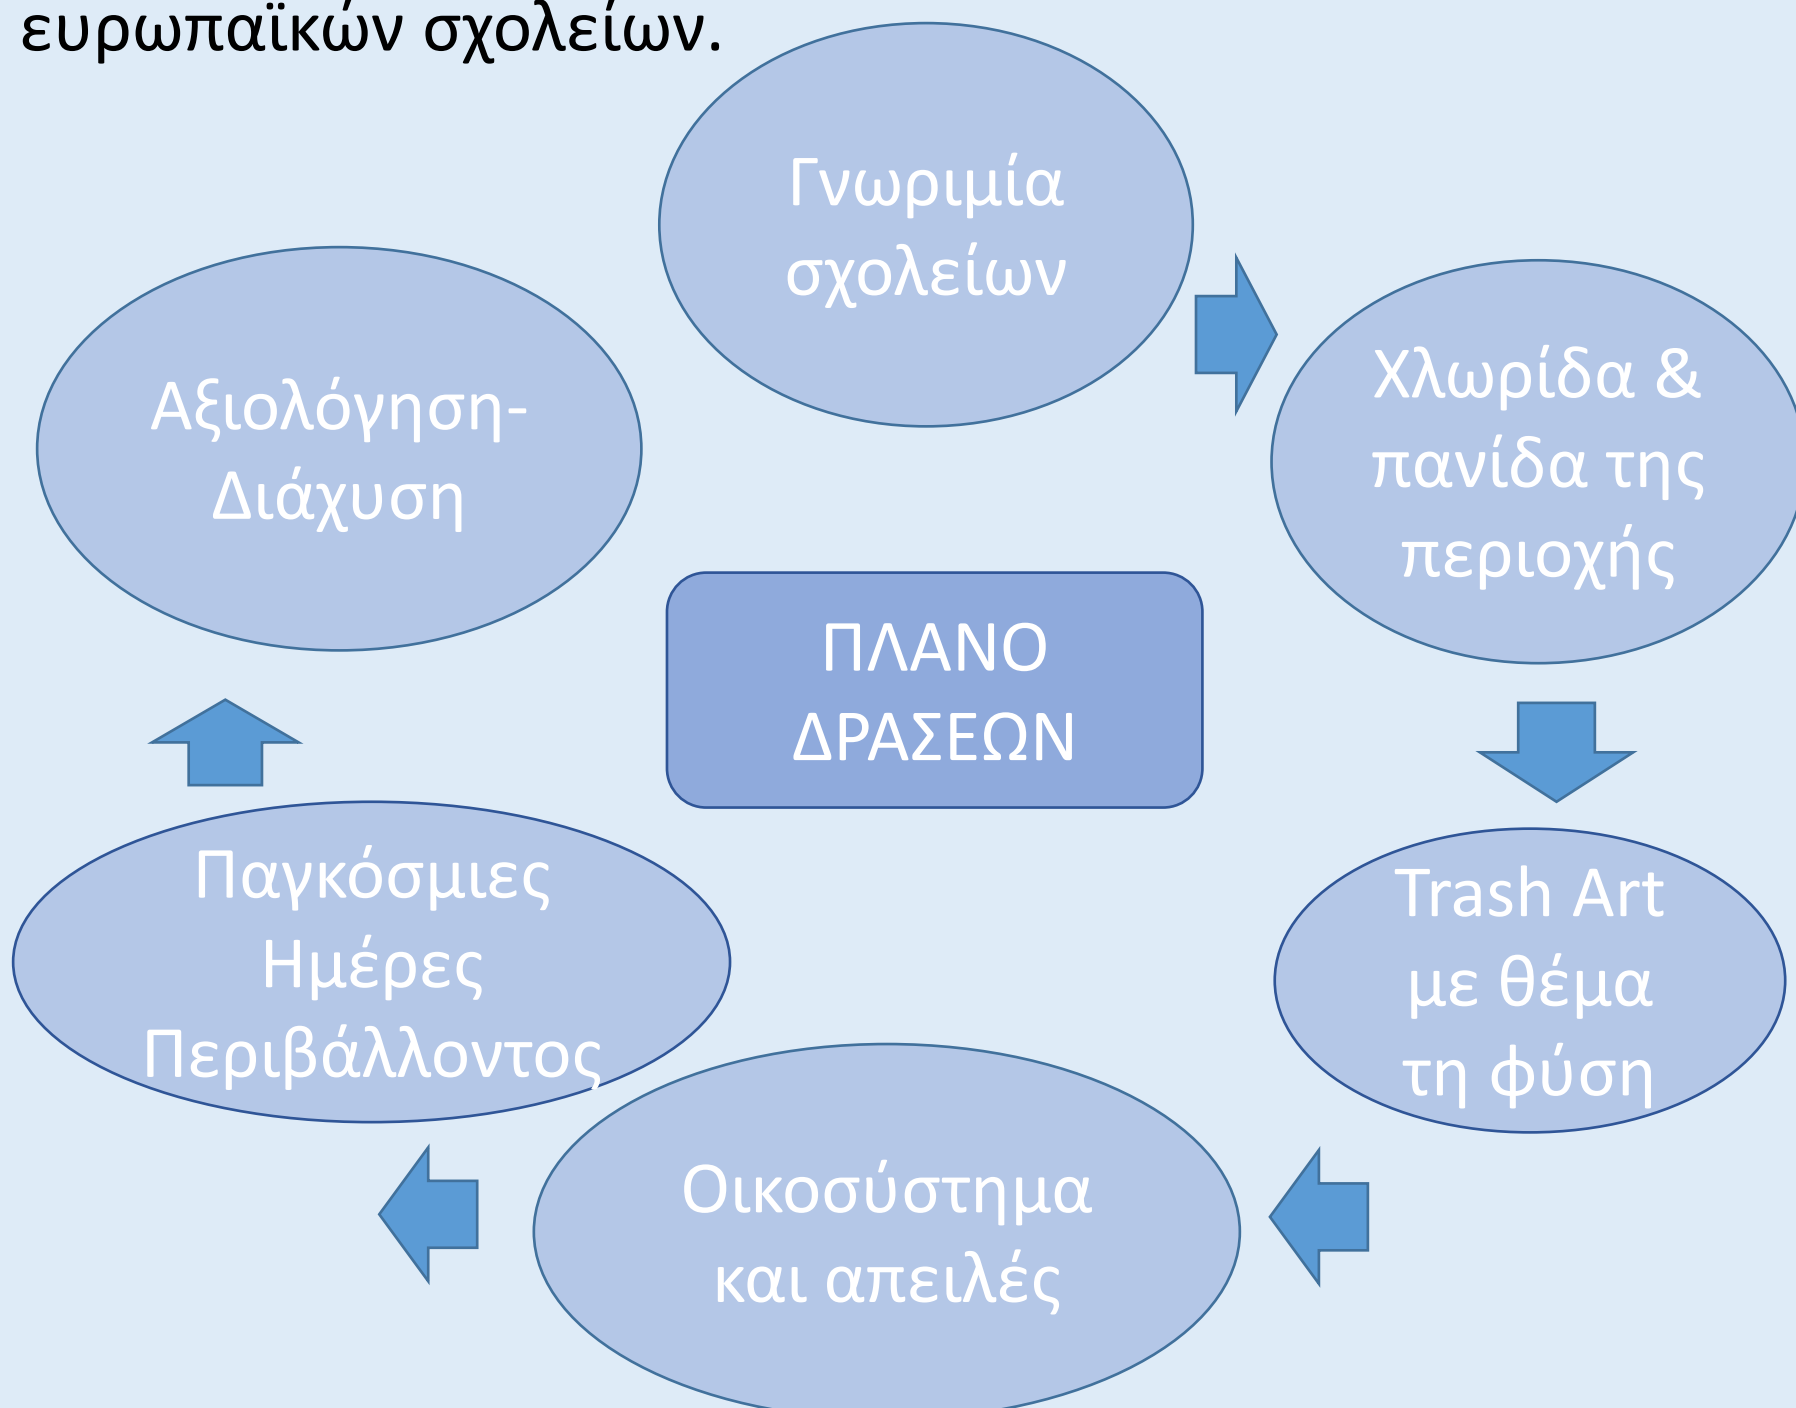 ευρωπαϊκών σχολείων.
Γνωριμία
σχολείων
Χλωρίδα &
πανίδα της
περιοχής
Trash Art
με θέμα
τη φύση
Οικοσύστημα
και απειλές
Παγκόσμιες
Ημέρες
Περιβάλλοντος
Αξιολόγηση-
Διάχυση
ΠΛΑΝΟ
ΔΡΑΣΕΩΝ